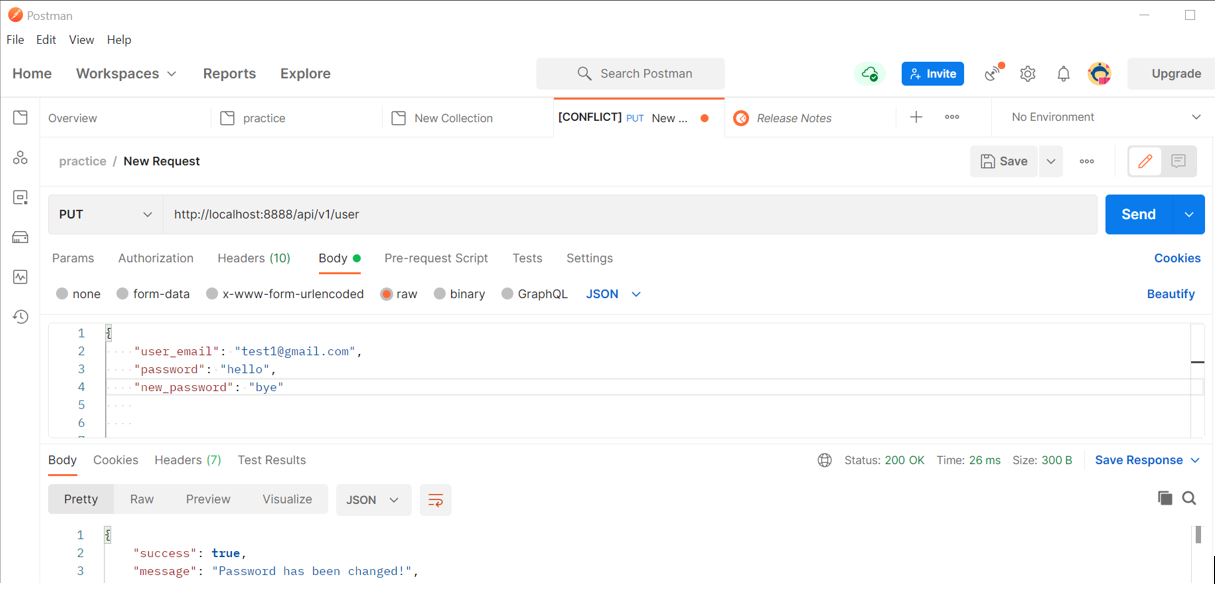 Postman
File Edit View Help
Home Workspaces Reports Explore Search Postman Invite Upgrade
Overview practice New Collection [CONFLICT] PUT New ... Release Notes No Environment
practice / New Request Save
PUT http://localhost:8888/api/v1/user Send
Params Authorization Headers (10) Body Pre-request Script Tests Settings Cookies
none form-data x-www-form-urlencoded raw binary GraphQL JSON Beautify
1 {
2 "user_email": "test1@gmail.com",
3 "password": "hello",
4 "new_password": "bye"
5
6
Body Cookies Headers (7) Test Results Status: 200 OK Time: 26 ms Size: 300 B Save Response
Pretty Raw Preview Visualize JSON
1 {
2 "success": true,
3 "message": "Password has been changed!",